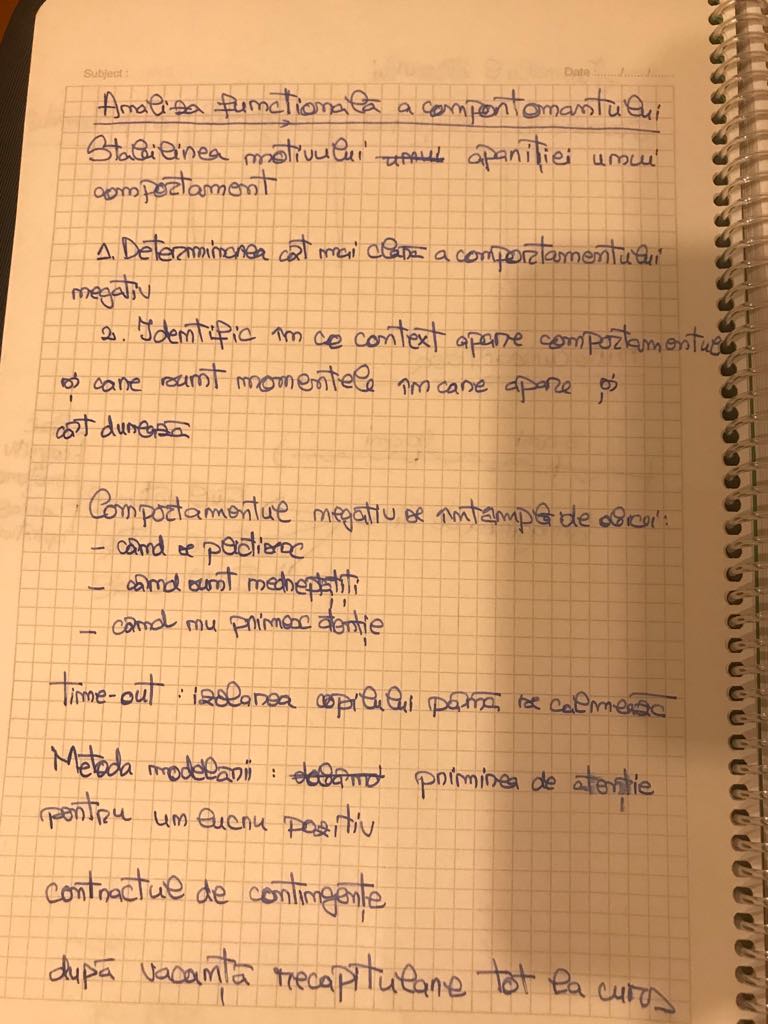 Subject :
Date :....../....../......
Analiza funcțională a comportamentului
Stabilirea motivului apariției unui
comportament
1. Determinarea cât mai clară a comportamentului
negativ
2. Identific în ce context apare comportamentul
și care sunt momentele în care apare și
cât durează
Comportamentul negativ se întâmplă de obicei:
- când se plictisesc
- când sunt nedreptățiți
- când nu primesc atenție
Time-out : izolarea copilului până se calmează
Metoda modelării : primirea de atenție
pentru un lucru pozitiv
contractul de contingențe
după vacanță recapitulare tot la curs